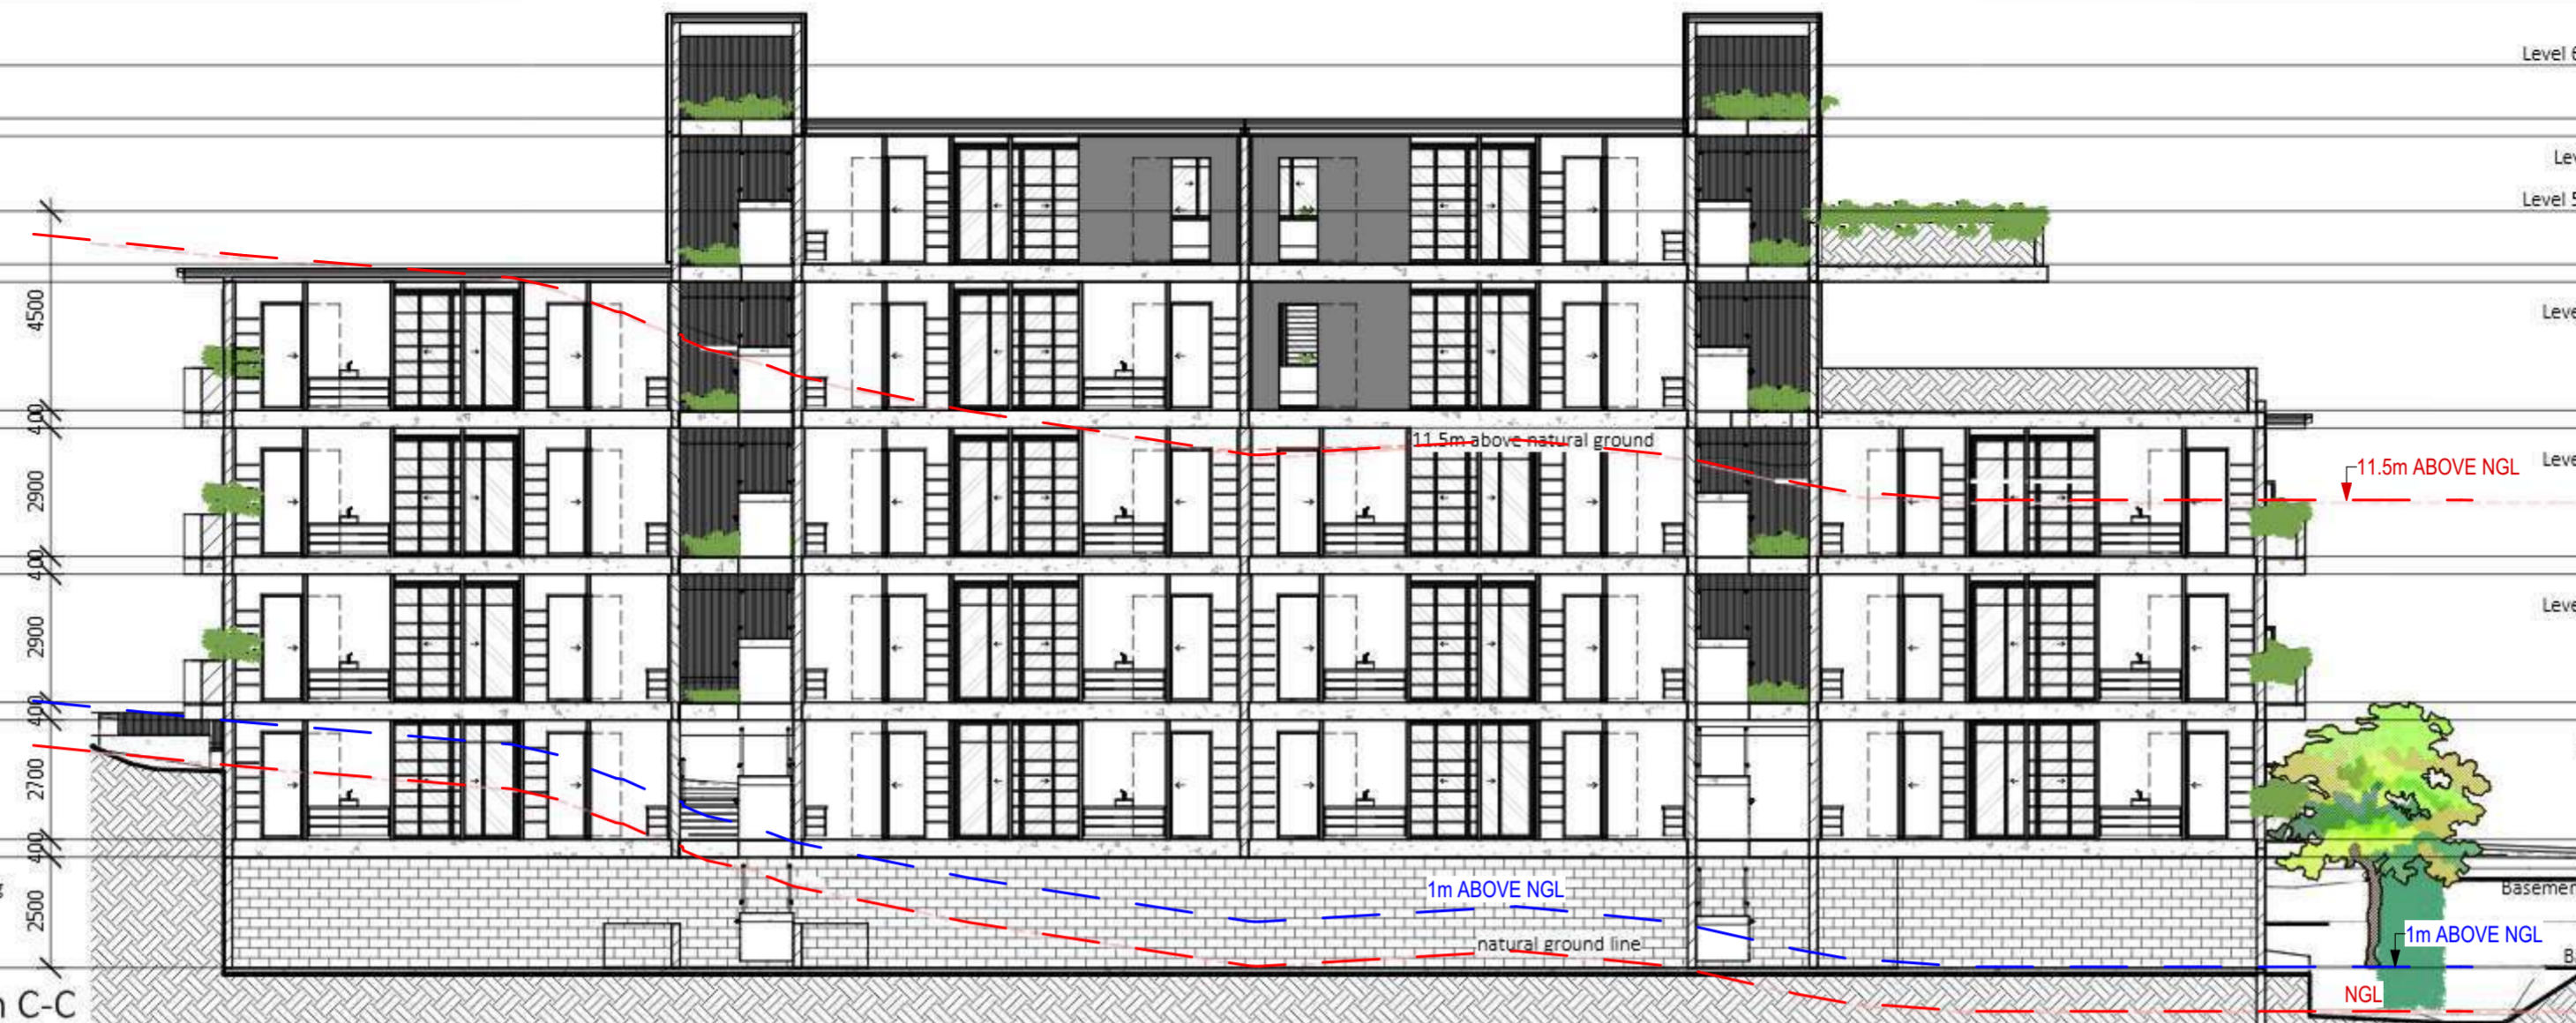 Level 6
Lev
Level 5
4500
Leve
400
11.5m above natural ground
Leve
11.5m ABOVE NGL
2900
400
Leve
2900
400
2700
400
Basemen
1m ABOVE NGL
2500
1m ABOVE NGL
natural ground line
Ba
NGL
n C-C